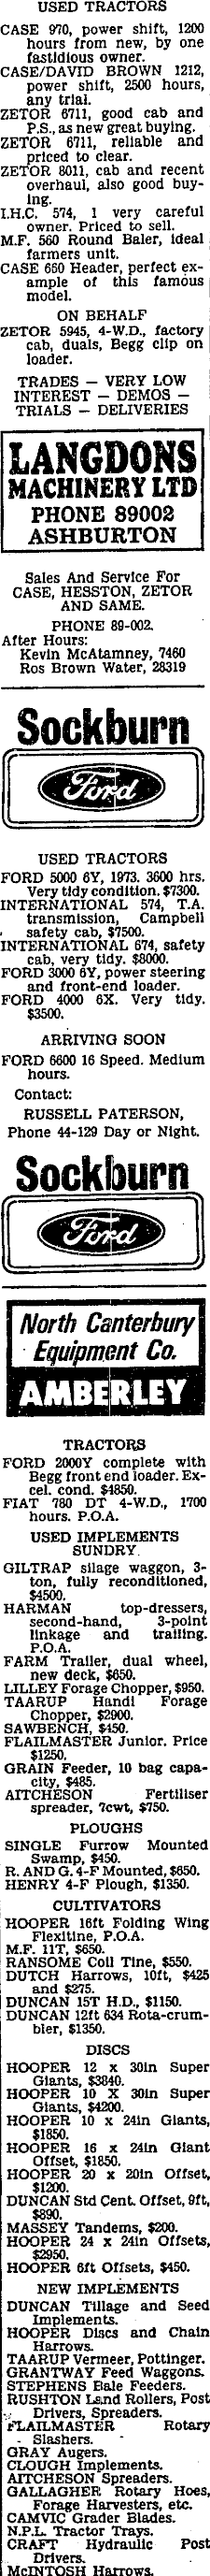 USED TRACTORS
CASE 970, power shift, 1200
hours from new, by one
fastidious owner.
CASE/DAVID BROWN 1212,
power shift, 2500 hours,
any trial.
ZETOR 6711, good cab and
P.S., as new great buying.
ZETOR 6711, reliable and
priced to clear.
ZETOR 8011, cab and recent
overhaul, also good buy-
ing.
I.H.C. 574, 1 very careful
owner. Priced to sell.
M.F. 560 Round Baler, ideal
farmers unit.
CASE 660 Header, perfect ex-
ample of this famous
model.
ON BEHALF
ZETOR 5945, 4-W.D., factory
cab, duals, Begg clip on
loader.
TRADES — VERY LOW
INTEREST — DEMOS —
TRIALS — DELIVERIES
LANGDONS
MACHINERY LTD
PHONE 89002
ASHBURTON
Sales And Service For
CASE, HESSTON, ZETOR
AND SAME.
PHONE 89-002.
After Hours:
Kevin McAtamney, 7460
Ros Brown Water, 28319
Sockburn
Ford
USED TRACTORS
FORD 5000 6Y, 1973. 3600 hrs.
Very tidy condition. $7300.
INTERNATIONAL 574, T.A.
transmission, Campbell
safety cab, $7500.
INTERNATIONAL 674, safety
cab, very tidy. $8000.
FORD 3000 6Y, power steering
and front-end loader.
FORD 4000 6X. Very tidy.
$3500.
ARRIVING SOON
FORD 6600 16 Speed. Medium
hours.
Contact:
RUSSELL PATERSON,
Phone 44-129 Day or Night.
Sockburn
Ford
North Canterbury
Equipment Co.
AMBERLEY
TRACTORS
FORD 2000Y complete with
Begg front end loader. Ex-
cel. cond. $4850.
FIAT 780 DT 4-W.D., 1700
hours. P.O.A.
USED IMPLEMENTS
SUNDRY
GILTRAP silage waggon, 3-
ton, fully reconditioned,
$4500.
HARMAN top-dressers,
second-hand, 3-point
linkage and trailing.
P.O.A.
FARM Trailer, dual wheel,
new deck, $650.
LILLEY Forage Chopper, $950.
TAARUP Handi Forage
Chopper, $2900.
SAWBENCH, $450.
FLAILMASTER Junior. Price
$1250.
GRAIN Feeder, 10 bag capa-
city, $485.
AITCHESON Fertiliser
spreader, 7cwt, $750.
PLOUGHS
SINGLE Furrow Mounted
Swamp, $450.
R. AND G. 4-F Mounted, $650.
HENRY 4-F Plough, $1350.
CULTIVATORS
HOOPER 16ft Folding Wing
Flexitine, P.O.A.
M.F. 11T, $650.
RANSOME Coil Tine, $550.
DUTCH Harrows, 10ft, $425
and $275.
DUNCAN 15T H.D., $1150.
DUNCAN 12ft 634 Rota-crum-
bler, $1350.
DISCS
HOOPER 12 x 30in Super
Giants, $3840.
HOOPER 10 X 30in Super
Giants, $4200.
HOOPER 10 x 24in Giants,
$1850.
HOOPER 16 x 24in Giant
Offset, $1850.
HOOPER 20 x 20in Offset,
$1200.
DUNCAN Std Cent. Offset, 9ft,
$890.
MASSEY Tandems, $200.
HOOPER 24 x 24in Offsets,
$2950.
HOOPER 6ft Offsets, $450.
NEW IMPLEMENTS
DUNCAN Tillage and Seed
Implements.
HOOPER Discs and Chain
Harrows.
TAARUP Vermeer, Pottinger.
GRANTWAY Feed Waggons.
STEPHENS Bale Feeders.
RUSHTON Land Rollers, Post
Drivers, Spreaders.
FLAILMASTER Rotary
Slashers.
GRAY Augers.
CLOUGH Implements.
AITCHESON Spreaders.
GALLAGHER Rotary Hoes,
Forage Harvesters, etc.
CAMVIC Grader Blades.
N.P.L. Tractor Trays.
CRAFT Hydraulic Post
Drivers.
McINTOSH Harrows.